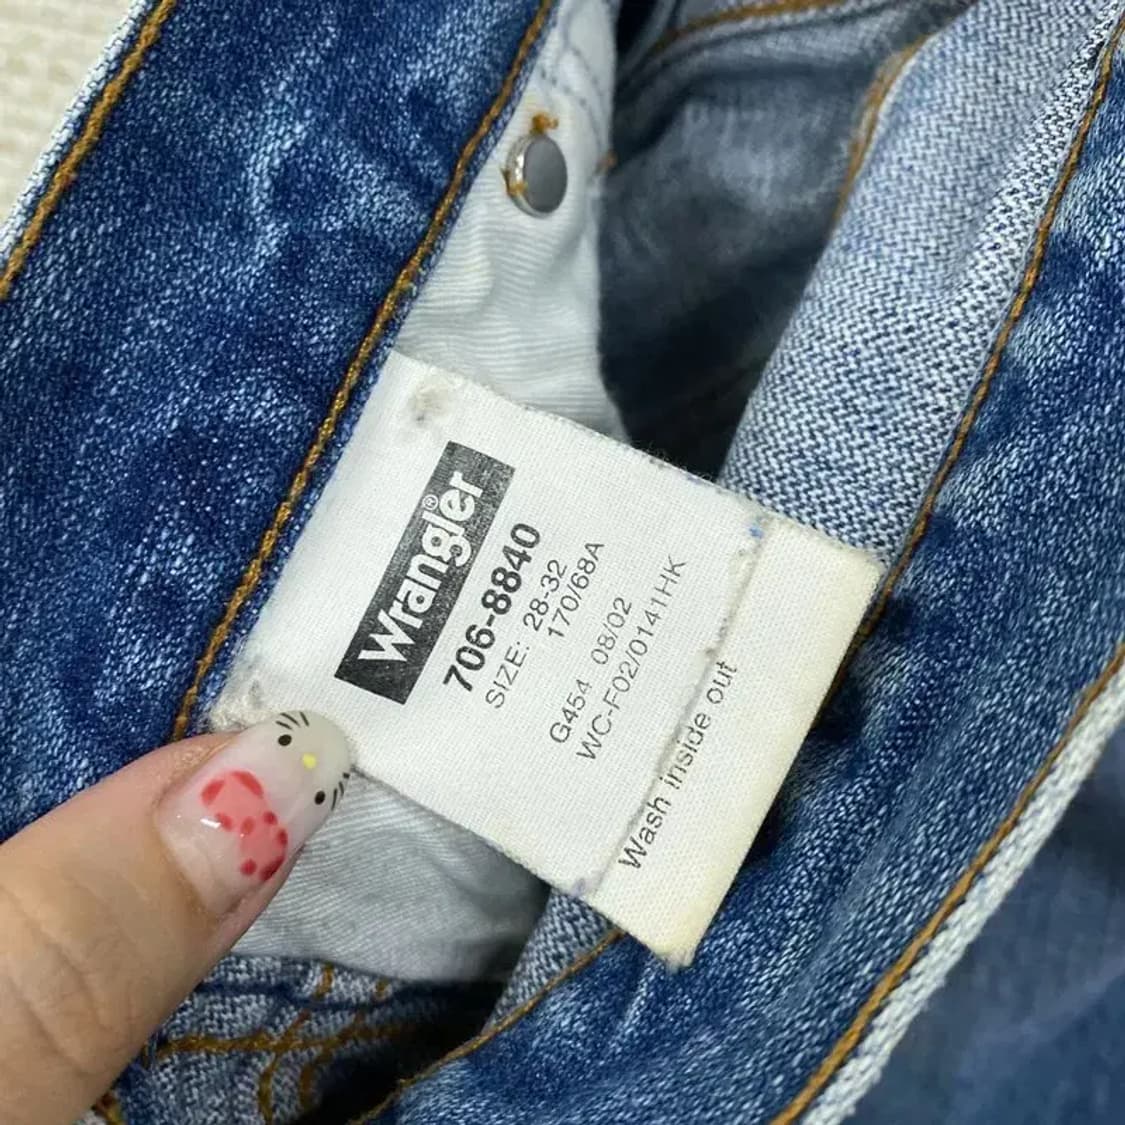 Wrangler®
706-8840
SIZE: 28-32
170/68A
G454 08/02
WC-F02/0141HK
Wash inside out